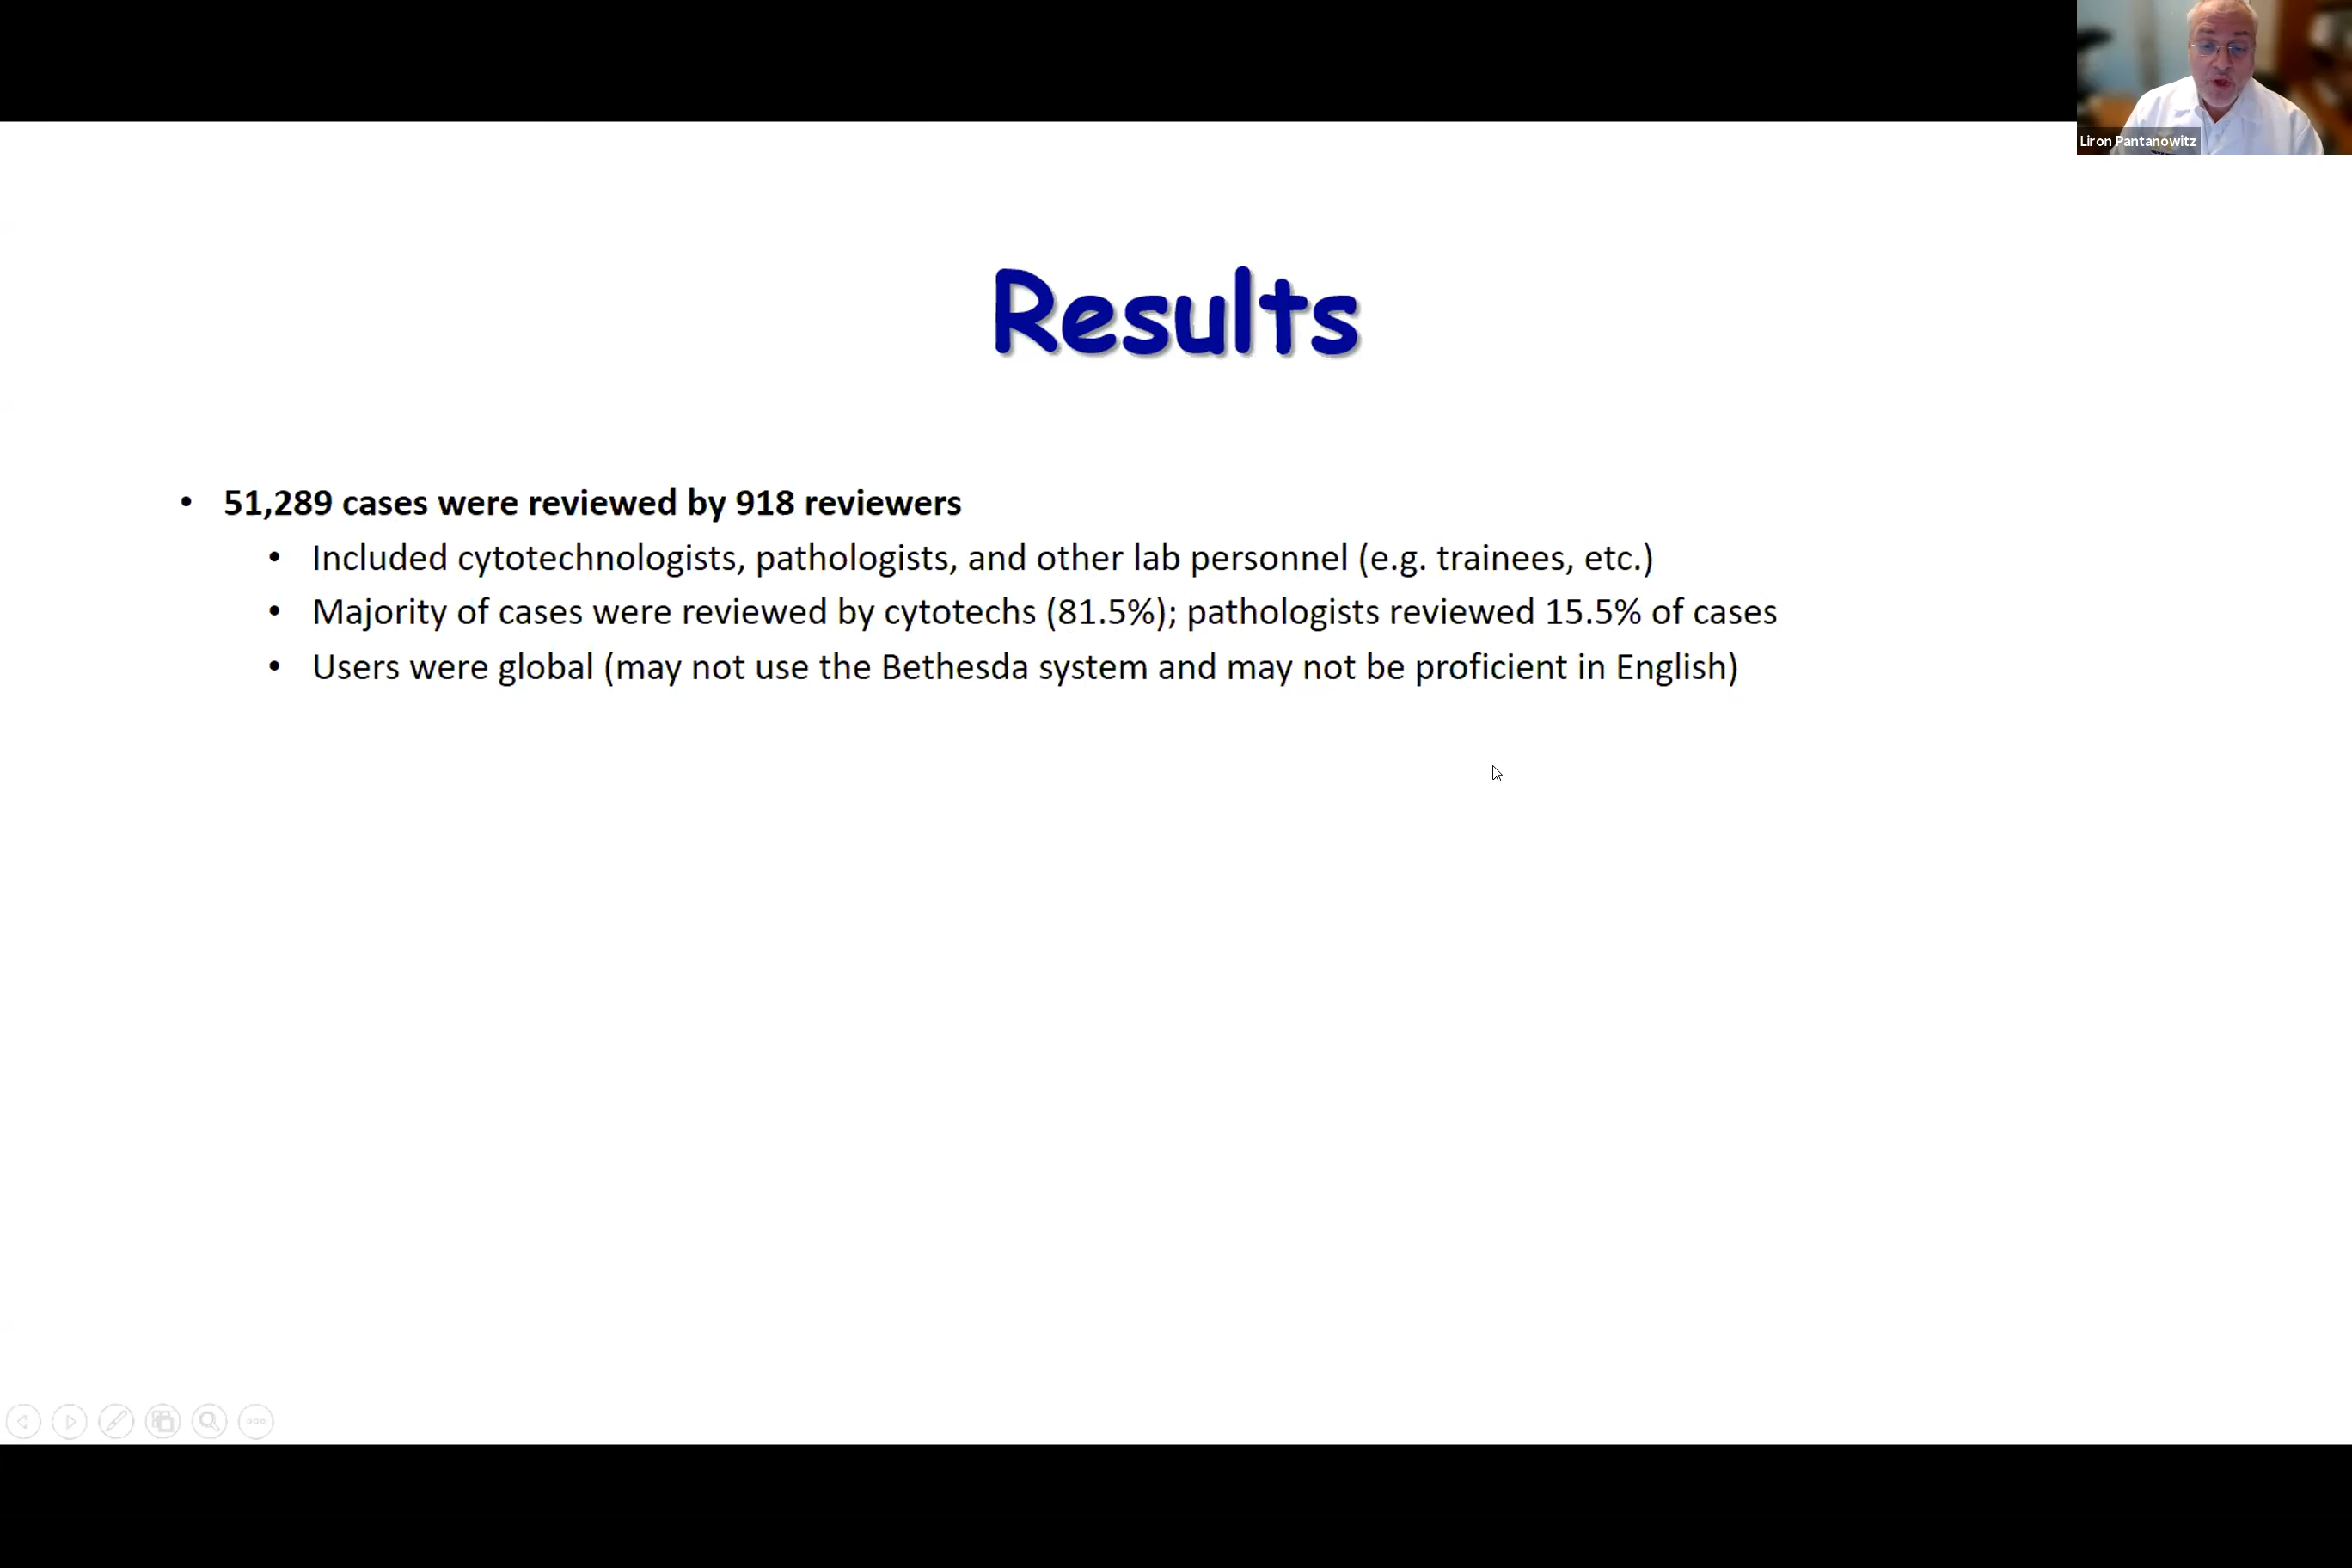 Liron Pantanowitz
Results
• 51,289 cases were reviewed by 918 reviewers
• Included cytotechnologists, pathologists, and other lab personnel (e.g. trainees, etc.)
• Majority of cases were reviewed by cytotechs (81.5%); pathologists reviewed 15.5% of cases
• Users were global (may not use the Bethesda system and may not be proficient in English)